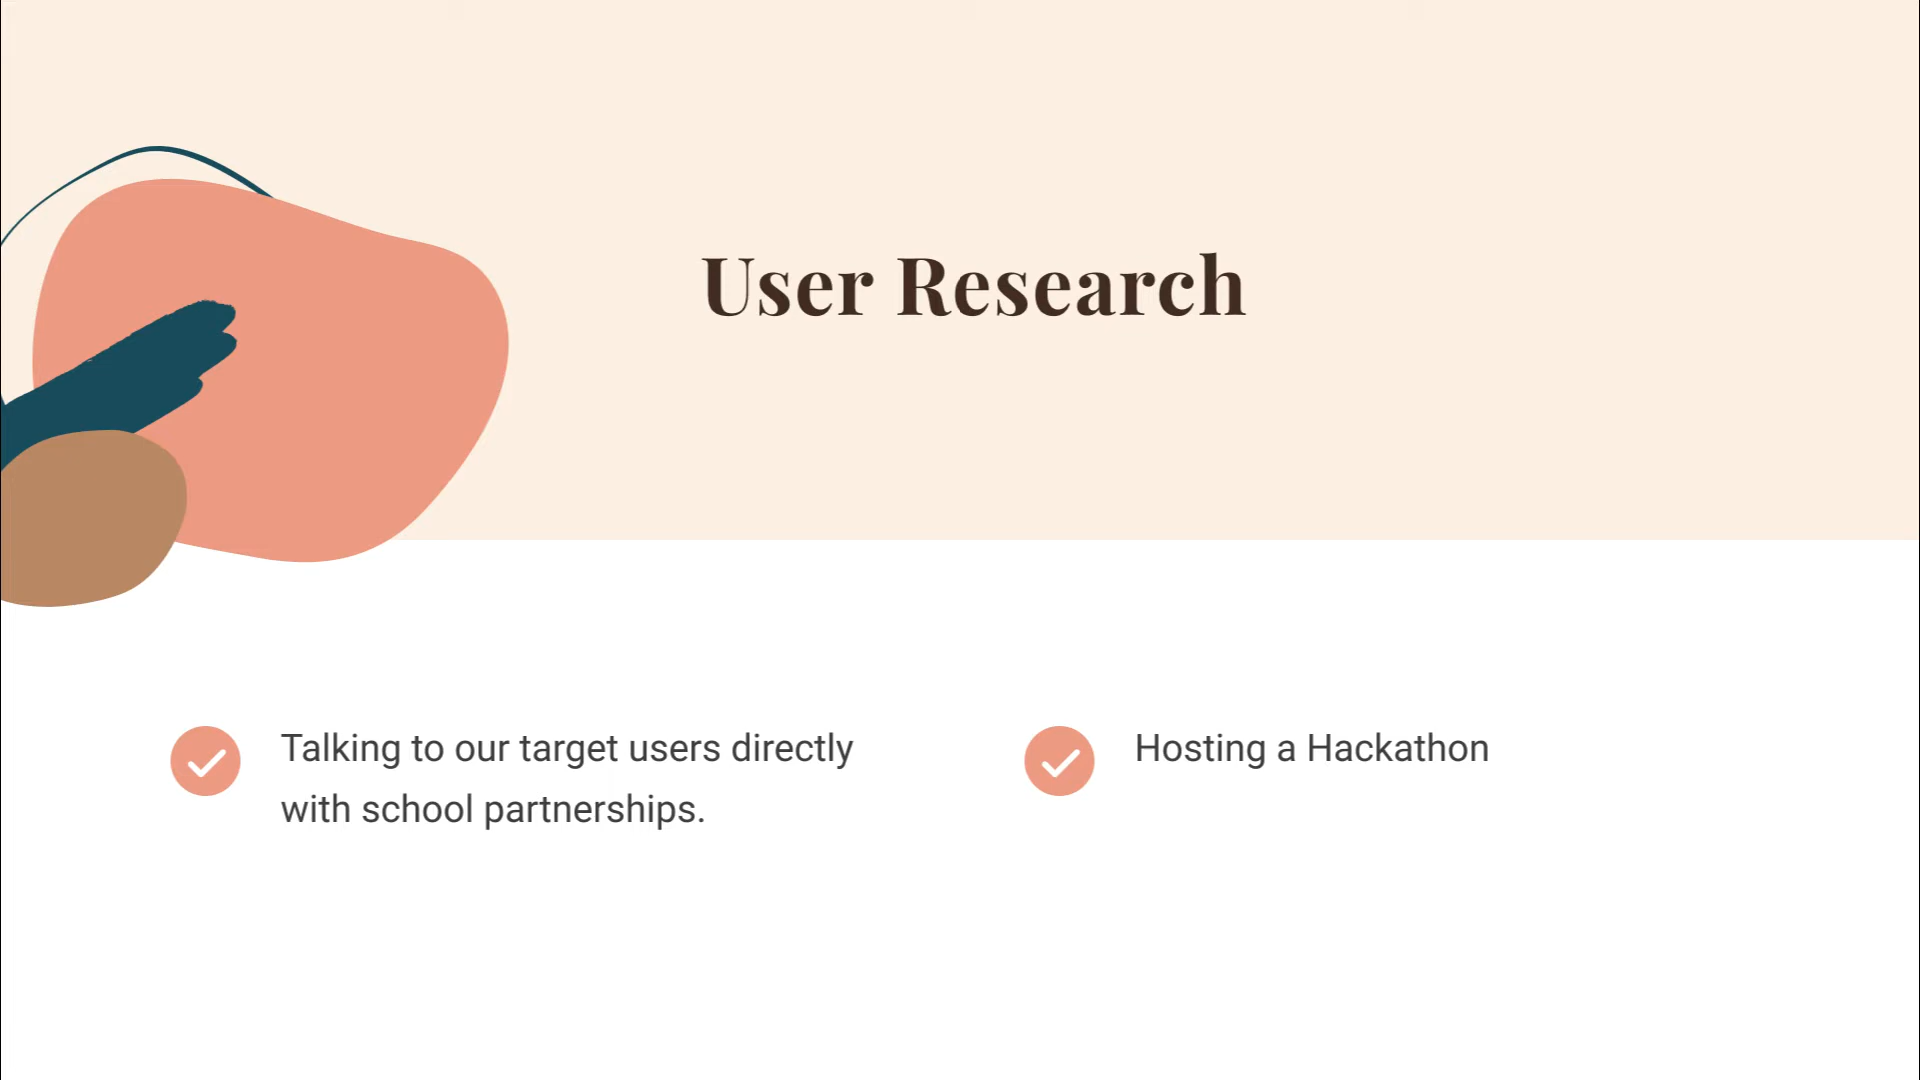 User Research
Talking to our target users directly
with school partnerships.
Hosting a Hackathon